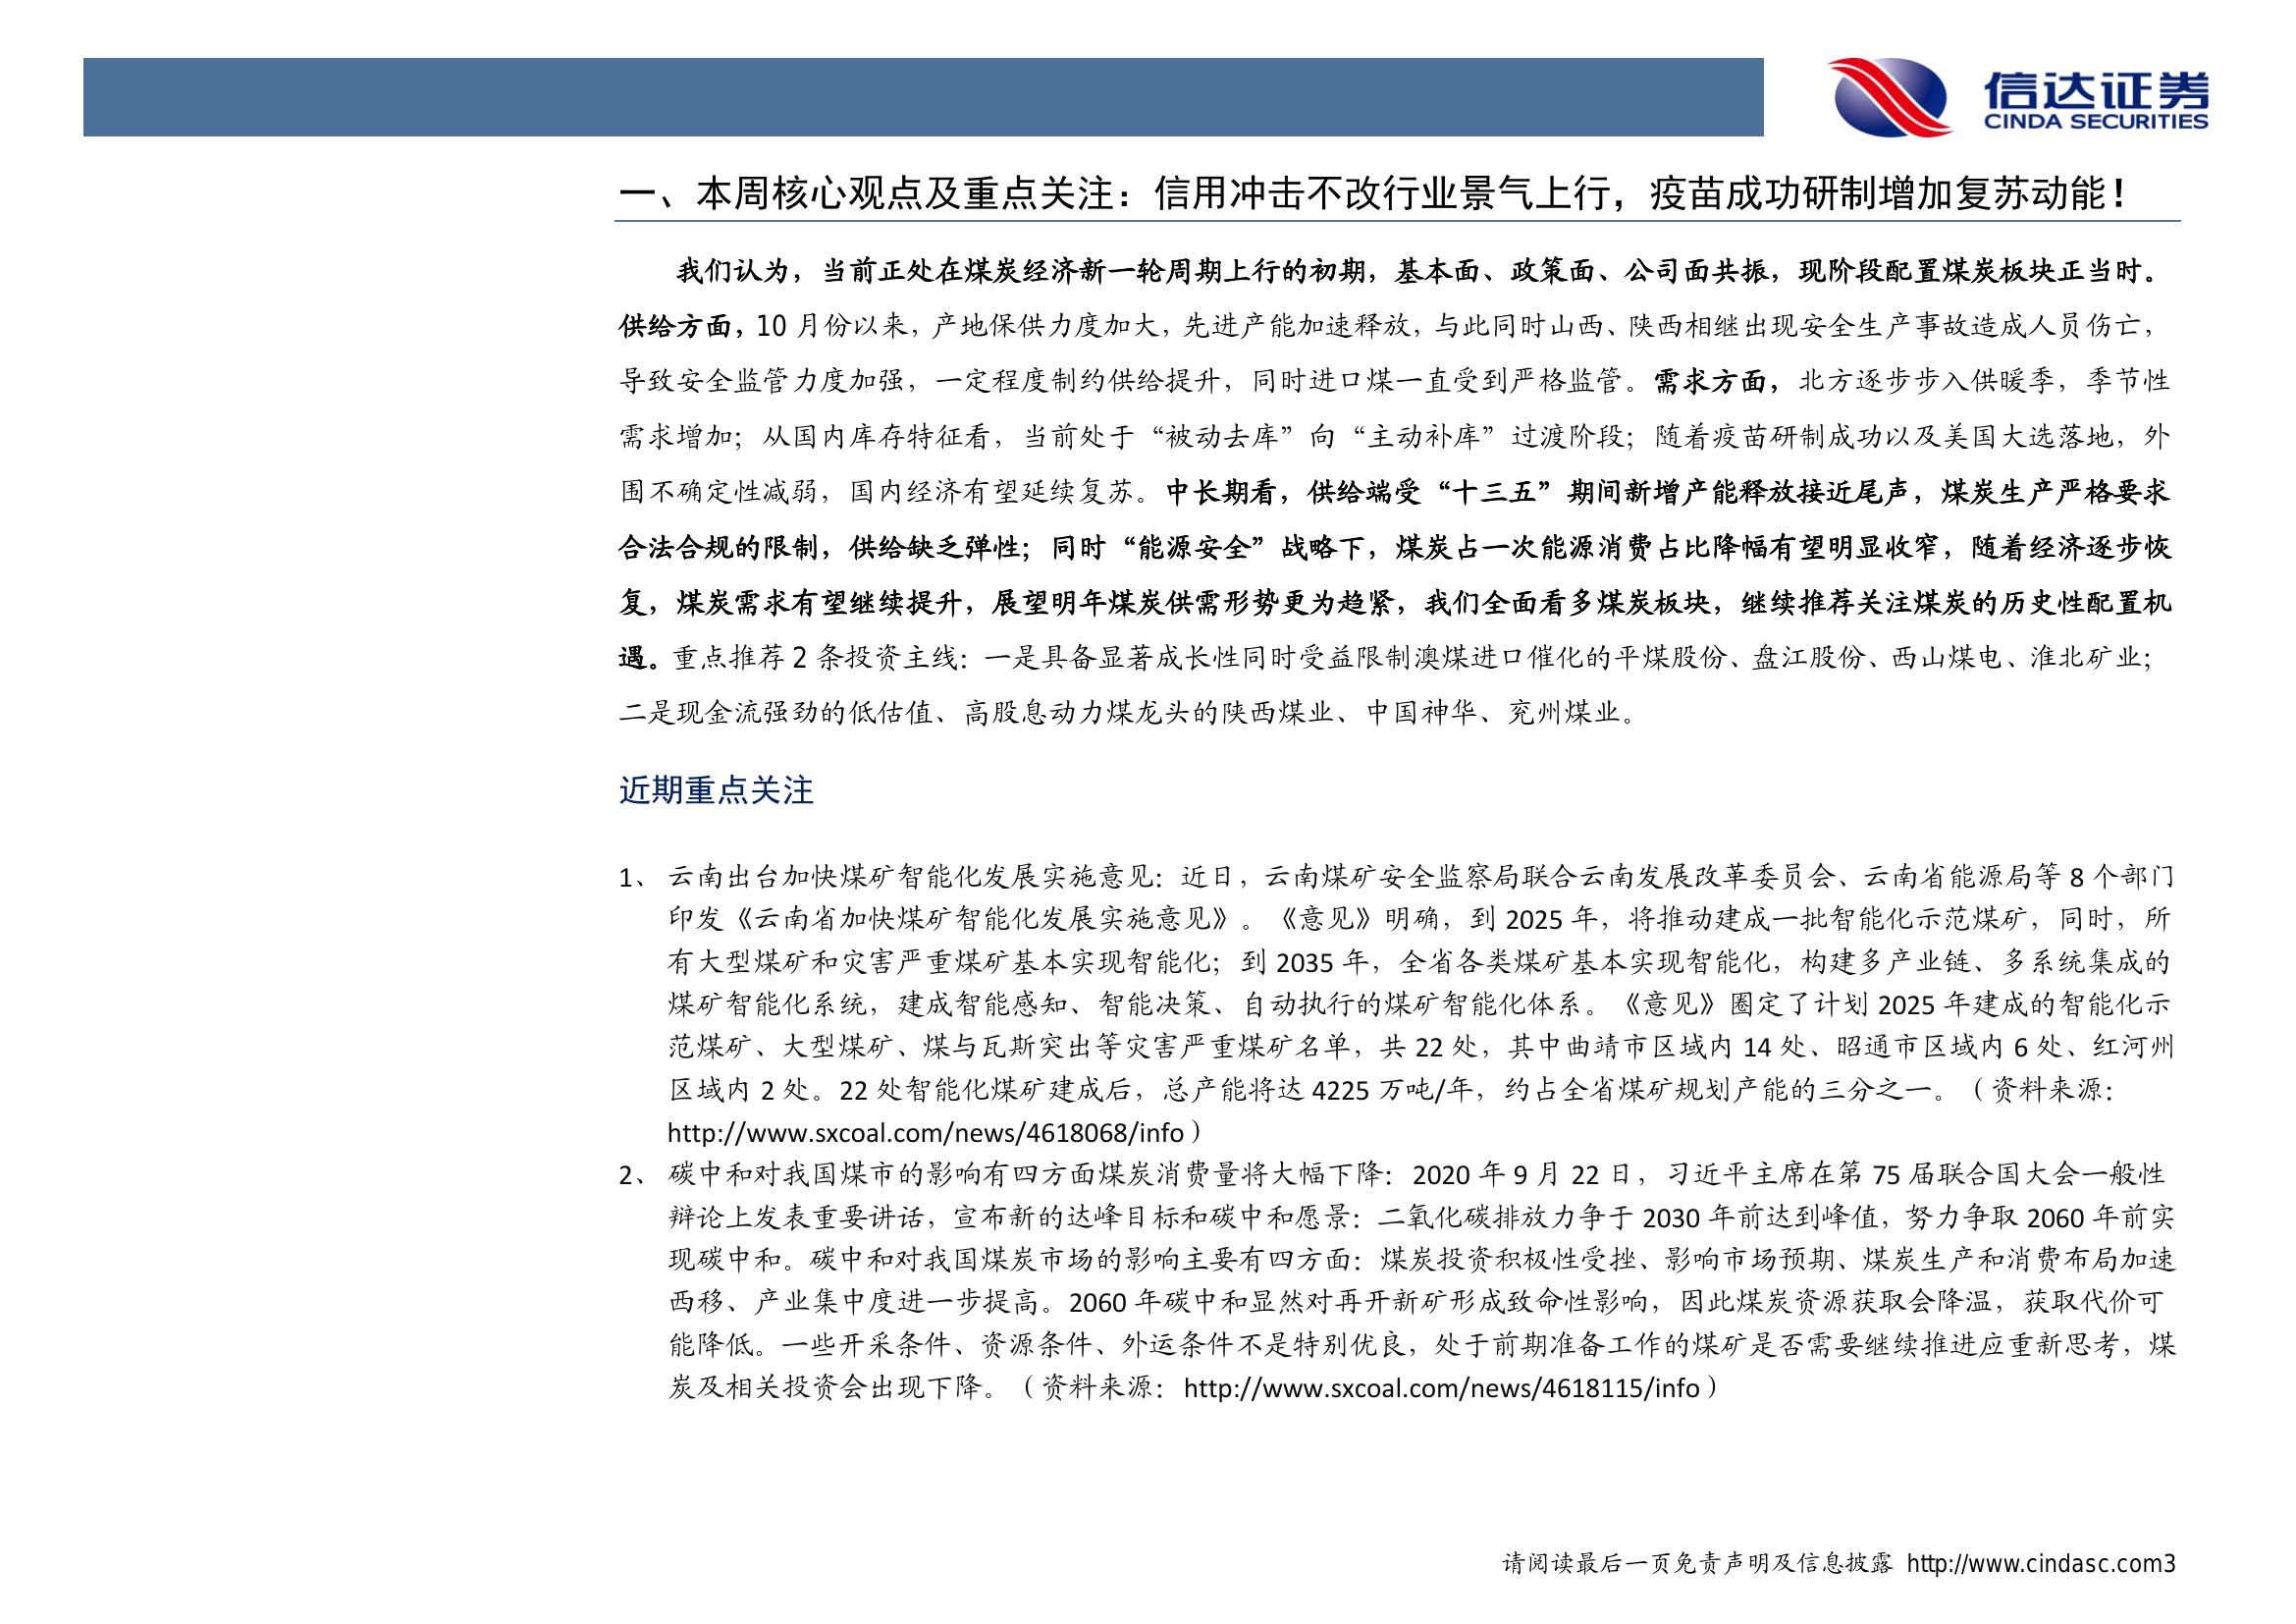 信达证券
CINDA SECURITIES
一、本周核心观点及重点关注：信用冲击不改行业景气上行，疫苗成功研制增加复苏动能！
我们认为，当前正处在煤炭经济新一轮周期上行的初期，基本面、政策面、公司面共振，现阶段配置煤炭板块正当时。
供给方面，10 月份以来，产地保供力度加大，先进产能加速释放，与此同时山西、陕西相继出现安全生产事故造成人员伤亡，
导致安全监管力度加强，一定程度制约供给提升，同时进口煤一直受到严格监管。需求方面，北方逐步步入供暖季，季节性
需求增加；从国内库存特征看，当前处于“被动去库”向“主动补库”过渡阶段；随着疫苗研制成功以及美国大选落地，外
围不确定性减弱，国内经济有望延续复苏。中长期看，供给端受“十三五”期间新增产能释放接近尾声，煤炭生产严格要求
合法合规的限制，供给缺乏弹性；同时“能源安全”战略下，煤炭占一次能源消费占比降幅有望明显收窄，随着经济逐步恢
复，煤炭需求有望继续提升，展望明年煤炭供需形势更为趋紧，我们全面看多煤炭板块，继续推荐关注煤炭的历史性配置机
遇。重点推荐 2 条投资主线：一是具备显著成长性同时受益限制澳煤进口催化的平煤股份、盘江股份、西山煤电、淮北矿业；
二是现金流强劲的低估值、高股息动力煤龙头的陕西煤业、中国神华、兖州煤业。
近期重点关注
1、 云南出台加快煤矿智能化发展实施意见：近日，云南煤矿安全监察局联合云南发展改革委员会、云南省能源局等 8 个部门
印发《云南省加快煤矿智能化发展实施意见》。《意见》明确，到 2025 年，将推动建成一批智能化示范煤矿，同时，所
有大型煤矿和灾害严重煤矿基本实现智能化；到 2035 年，全省各类煤矿基本实现智能化，构建多产业链、多系统集成的
煤矿智能化系统，建成智能感知、智能决策、自动执行的煤矿智能化体系。《意见》圈定了计划 2025 年建成的智能化示
范煤矿、大型煤矿、煤与瓦斯突出等灾害严重煤矿名单，共 22 处，其中曲靖市区域内 14 处、昭通市区域内 6 处、红河州
区域内 2 处。22 处智能化煤矿建成后，总产能将达 4225 万吨/年，约占全省煤矿规划产能的三分之一。（资料来源：
http://www.sxcoal.com/news/4618068/info）
2、 碳中和对我国煤市的影响有四方面煤炭消费量将大幅下降：2020 年 9 月 22 日，习近平主席在第 75 届联合国大会一般性
辩论上发表重要讲话，宣布新的达峰目标和碳中和愿景：二氧化碳排放力争于 2030 年前达到峰值，努力争取 2060 年前实
现碳中和。碳中和对我国煤炭市场的影响主要有四方面：煤炭投资积极性受挫、影响市场预期、煤炭生产和消费布局加速
西移、产业集中度进一步提高。2060 年碳中和显然对再开新矿形成致命性影响，因此煤炭资源获取会降温，获取代价可
能降低。一些开采条件、资源条件、外运条件不是特别优良，处于前期准备工作的煤矿是否需要继续推进应重新思考，煤
炭及相关投资会出现下降。（资料来源：http://www.sxcoal.com/news/4618115/info）
请阅读最后一页免责声明及信息披露 http://www.cindasc.com3